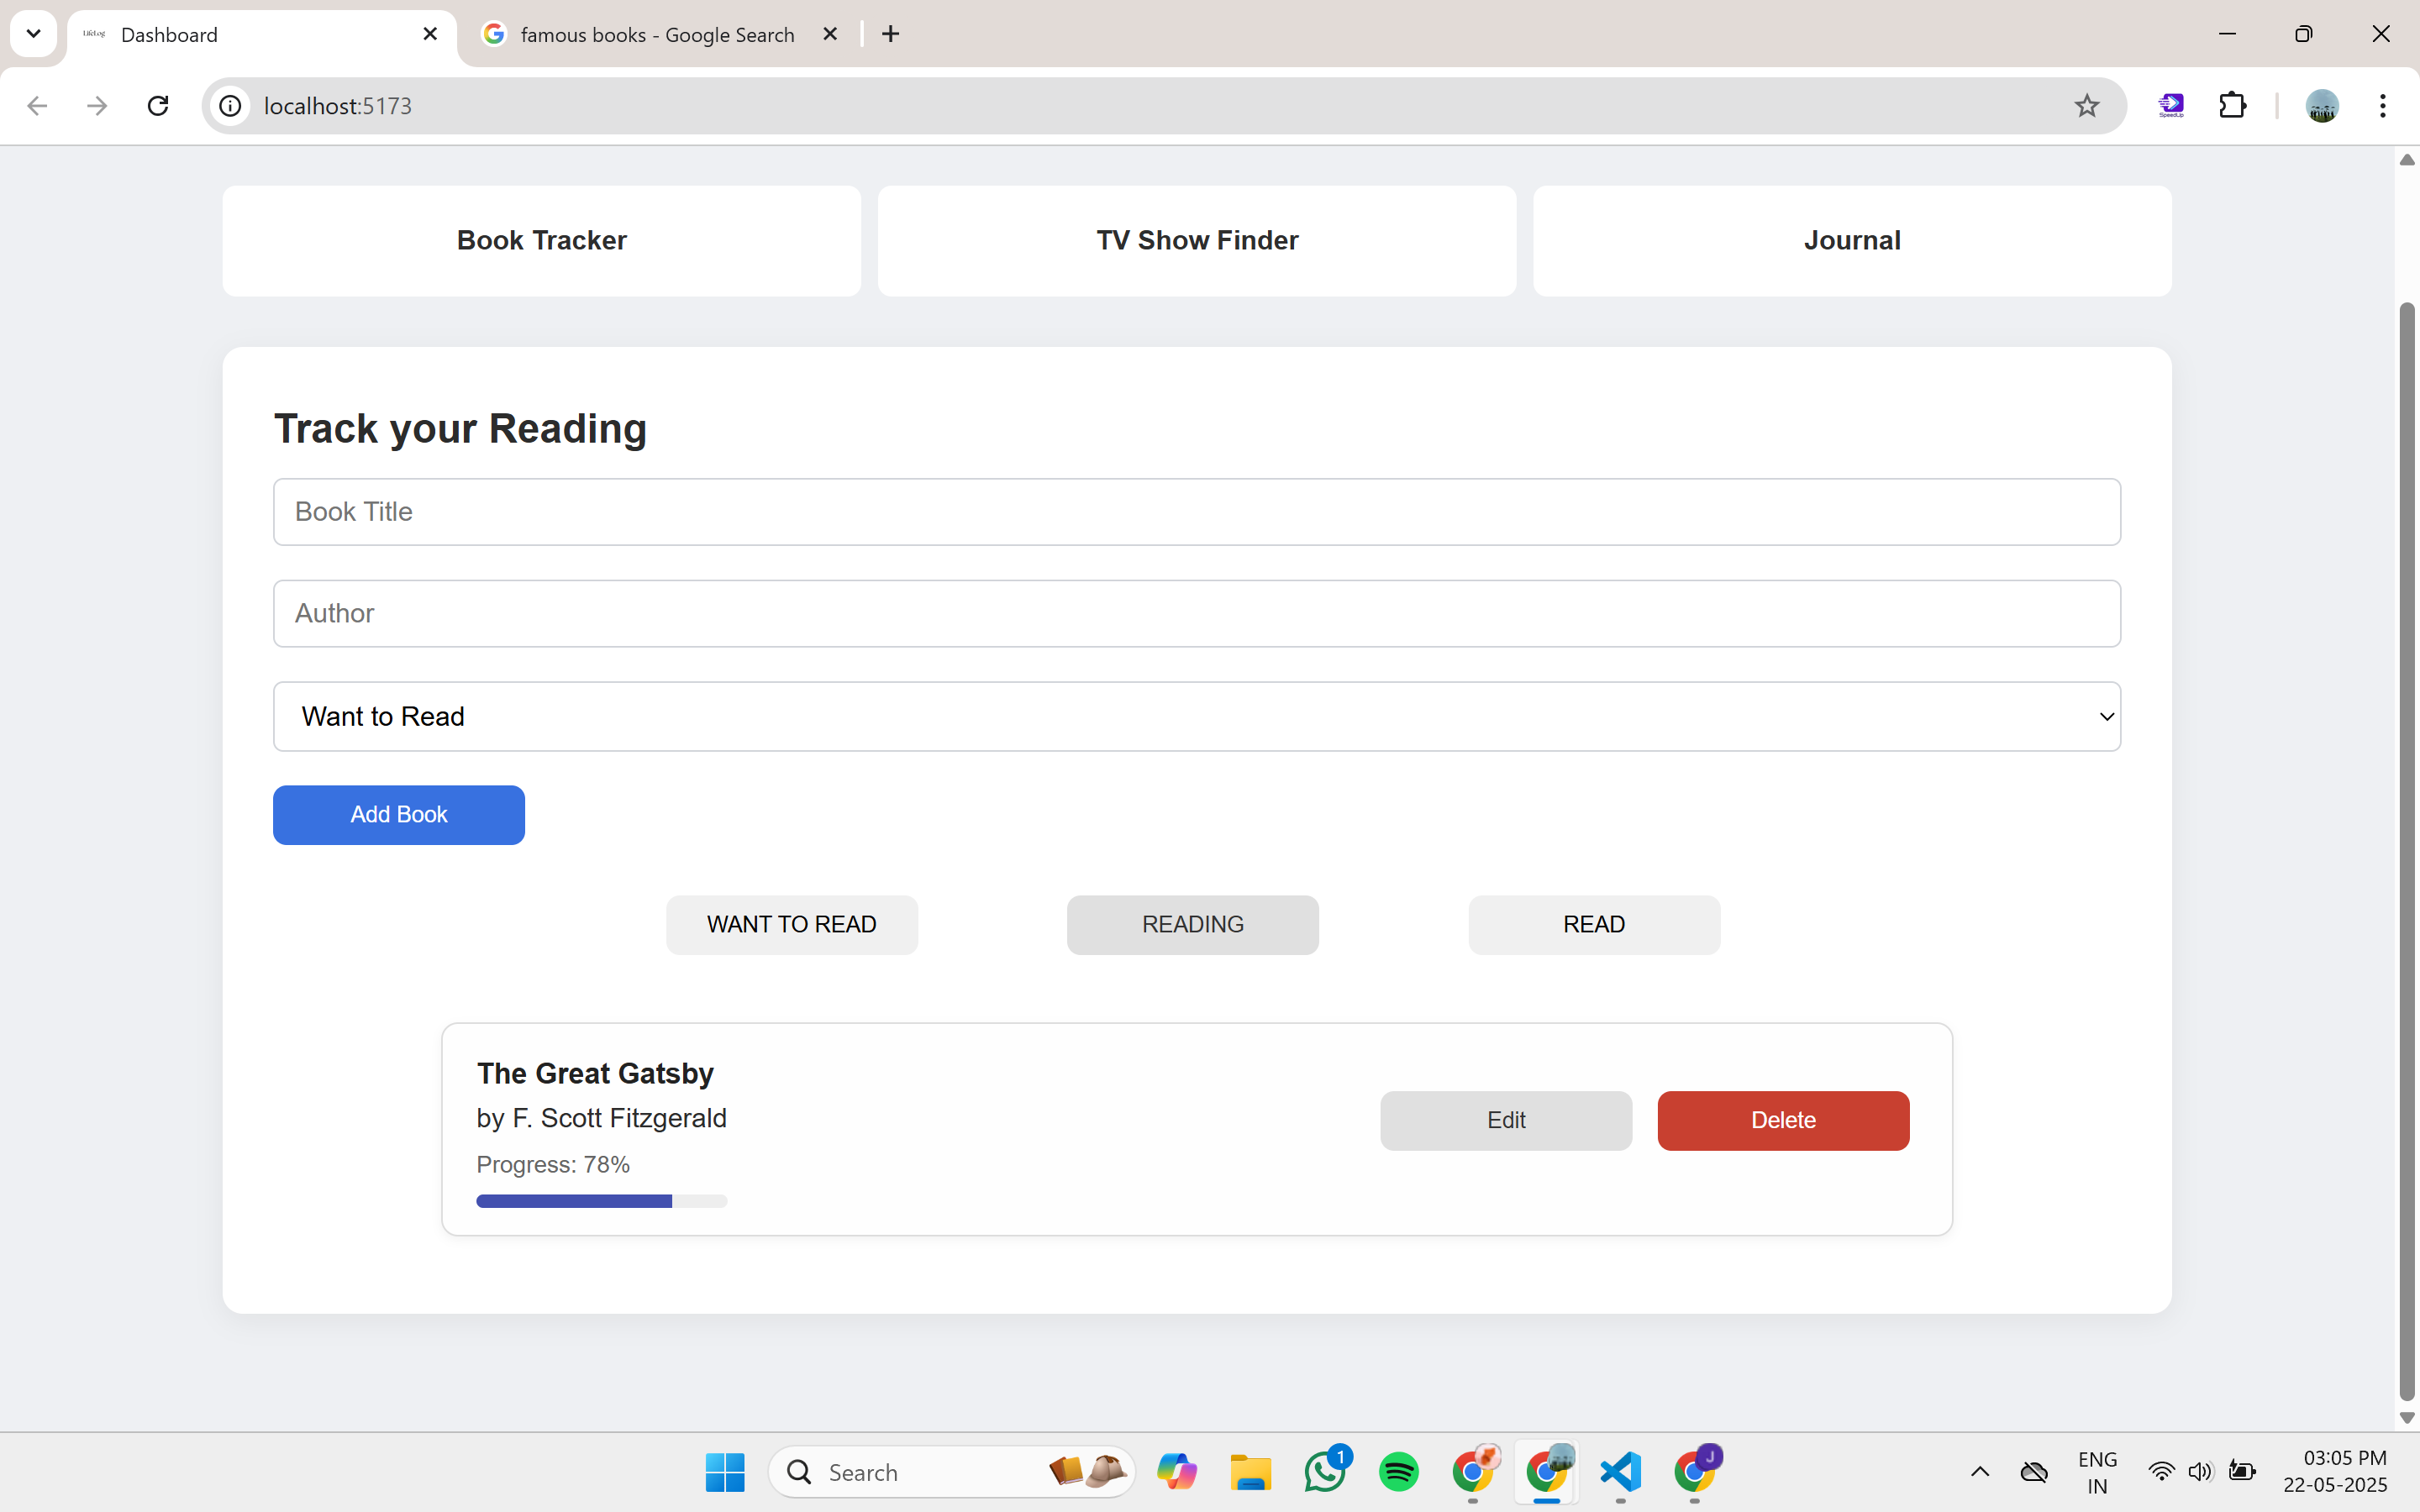 LifeLog Dashboard
famous books - Google Search
localhost:5173
SpeedUp
Book Tracker
TV Show Finder
Journal
Track your Reading
Book Title
Author
Want to Read
Add Book
WANT TO READ
READING
READ
The Great Gatsby
by F. Scott Fitzgerald
Progress: 78%
Edit
Delete
Search
1
J
ENG
IN
03:05 PM
22-05-2025